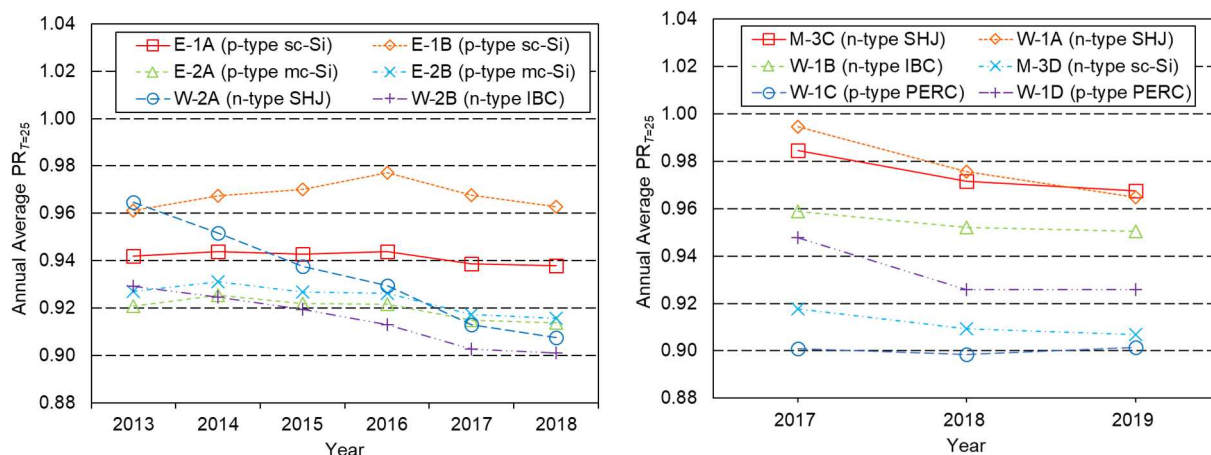 1.04
1.02
1.00
0.98
0.96
0.94
0.92
0.90
0.88
Annual Average PR_T=25
E-1A (p-type sc-Si)
E-1B (p-type sc-Si)
E-2A (p-type mc-Si)
E-2B (p-type mc-Si)
W-2A (n-type SHJ)
W-2B (n-type IBC)
2013 2014 2015 2016 2017 2018
Year
1.04
1.02
1.00
0.98
0.96
0.94
0.92
0.90
0.88
Annual Average PR_T=25
M-3C (n-type SHJ)
W-1A (n-type SHJ)
W-1B (n-type IBC)
M-3D (n-type sc-Si)
W-1C (p-type PERC)
W-1D (p-type PERC)
2017 2018 2019
Year